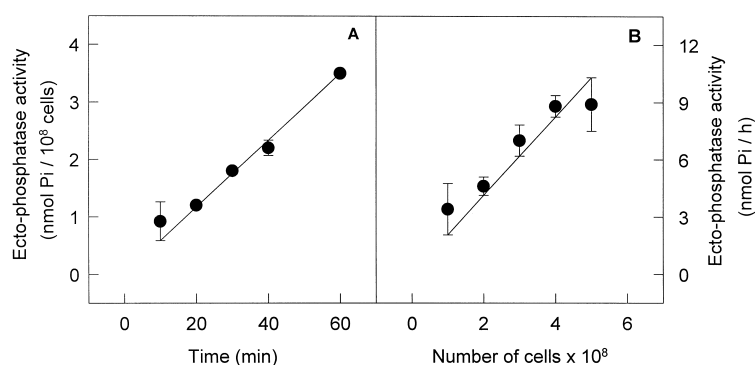 A
B
4
3
2
1
0
Ecto-phosphatase activity
(nmol Pi / 10⁸ cells)
0
20
40
60
Time (min)
0
2
4
6
Number of cells x 10⁸
12
9
6
3
0
Ecto-phosphatase activity
(nmol Pi / h)